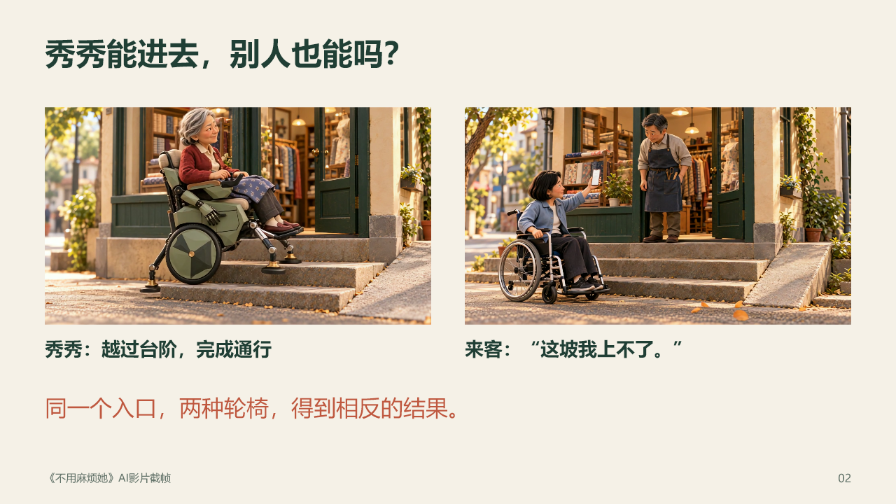 秀秀能进去，别人也能吗？
秀秀：越过台阶，完成通行
来客：“这坡我上不了。”
同一个入口，两种轮椅，得到相反的结果。
《不用麻烦她》AI影片截帧
02